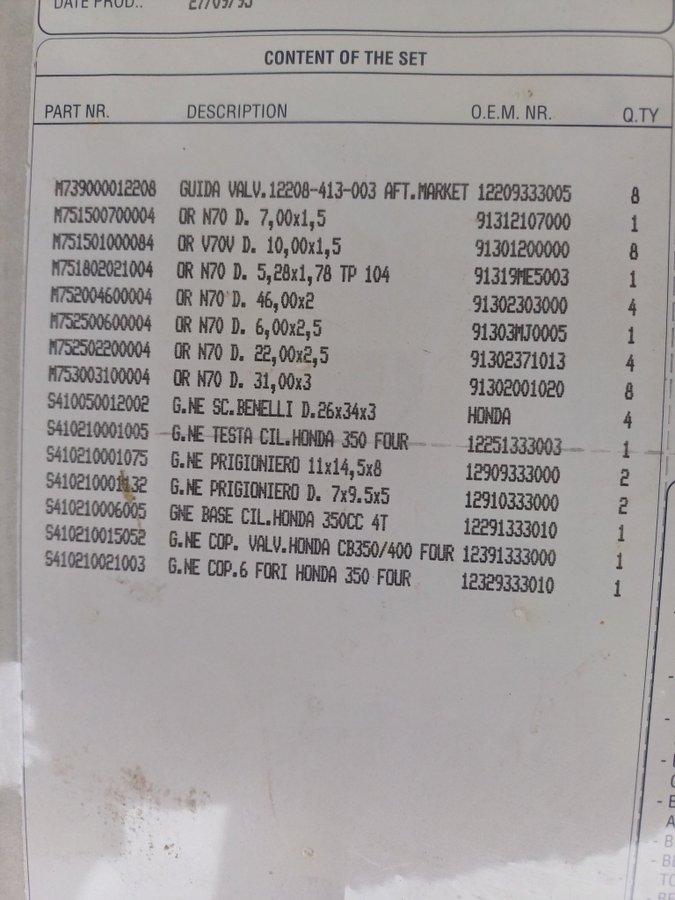 DATE PROD.: 27/09/93
CONTENT OF THE SET
PART NR. DESCRIPTION O.E.M. NR. Q.TY
M739000012208 GUIDA VALV.12208-413-003 AFT.MARKET 12209333005 8
M751500700004 OR N70 D. 7,00x1,5 91312107000 1
M751501000084 OR V70V D. 10,00x1,5 91301200000 8
M751802021004 OR N70 D. 5,28x1,78 TP 104 91319ME5003 1
M752004600004 OR N70 D. 46,00x2 91302303000 4
M752500600004 OR N70 D. 6,00x2,5 91303MJ0005 1
M752502200004 OR N70 D. 22,00x2,5 91302371013 4
M753003100004 OR N70 D. 31,00x3 91302001020 8
S410050012002 G.NE SC.BENELLI D.26x34x3 HONDA 4
S410210001005 G.NE TESTA CIL.HONDA 350 FOUR 12251333003 1
S410210001075 G.NE PRIGIONIERO 11x14,5x8 12909333000 2
S410210001132 G.NE PRIGIONIERO D. 7x9.5x5 12910333000 2
S410210006005 GNE BASE CIL.HONDA 350CC 4T 12291333010 1
S410210015052 G.NE COP. VALV.HONDA CB350/400 FOUR 12391333000 1
S410210021003 G.NE COP.6 FORI HONDA 350 FOUR 12329333010 1